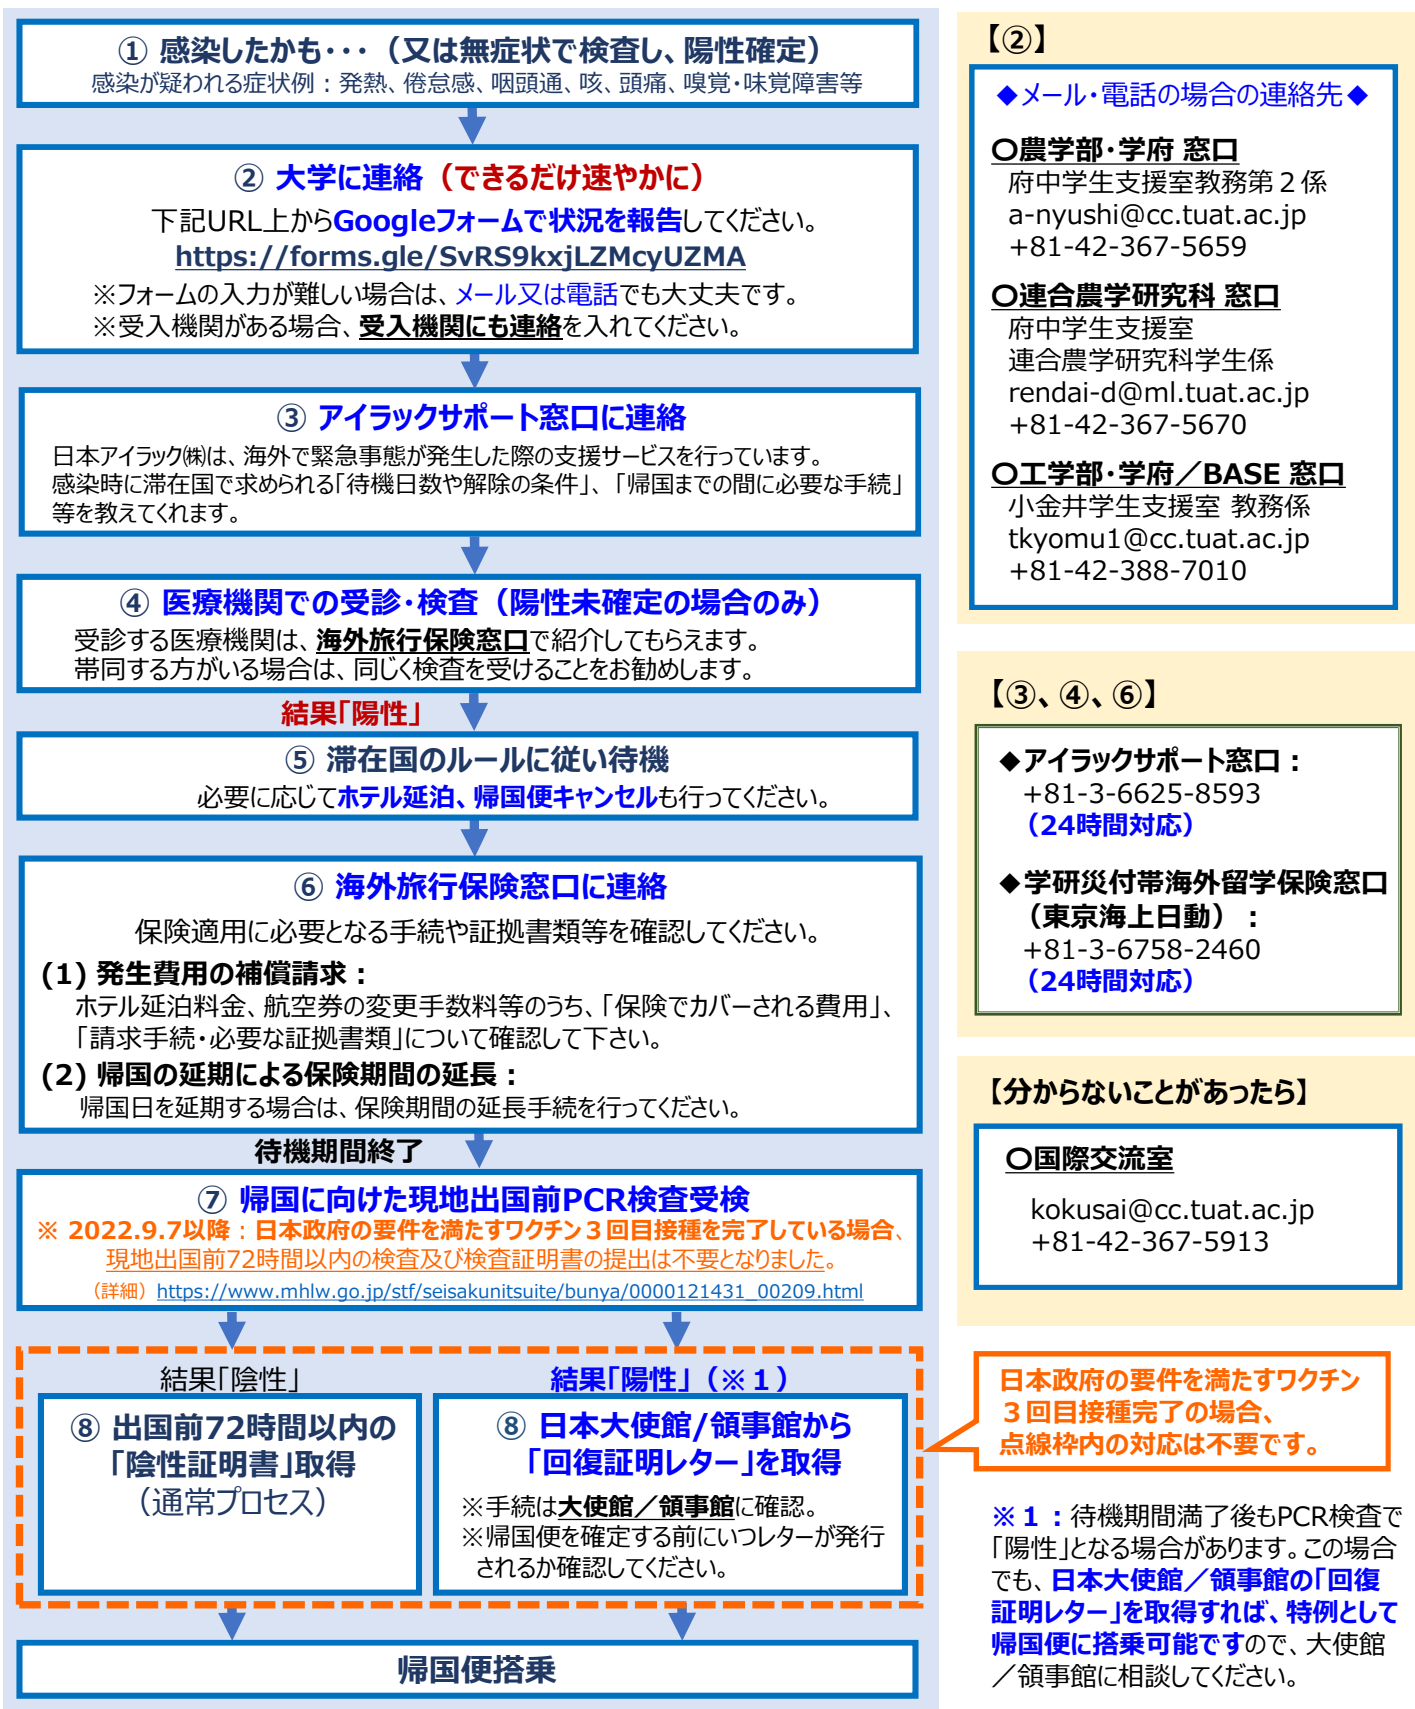 ① 感染したかも・・・（又は無症状で検査し、陽性確定）
感染が疑われる症状例：発熱、倦怠感、咽頭通、咳、頭痛、嗅覚・味覚障害等
② 大学に連絡（できるだけ速やかに）
下記URL上からGoogleフォームで状況を報告してください。
https://forms.gle/SvRS9kxjLZMcyUZMA
※フォームの入力が難しい場合は、メール又は電話でも大丈夫です。
※受入機関がある場合、受入機関にも連絡を入れてください。
③ アイラックサポート窓口に連絡
日本アイラック㈱は、海外で緊急事態が発生した際の支援サービスを行っています。
感染時に滞在国で求められる「待機日数や解除の条件」、「帰国までの間に必要な手続」
等を教えてくれます。
④ 医療機関での受診・検査（陽性未確定の場合のみ）
受診する医療機関は、海外旅行保険窓口で紹介してもらえます。
帯同する方がいる場合は、同じく検査を受けることをお勧めします。
結果「陽性」
⑤ 滞在国のルールに従い待機
必要に応じてホテル延泊、帰国便キャンセルも行ってください。
⑥ 海外旅行保険窓口に連絡
保険適用に必要となる手続や証拠書類等を確認してください。
(1) 発生費用の補償請求：
ホテル延泊料金、航空券の変更手数料等のうち、「保険でカバーされる費用」、
「請求手続・必要な証拠書類」について確認して下さい。
(2) 帰国の延期による保険期間の延長：
帰国日を延期する場合は、保険期間の延長手続を行ってください。
待機期間終了
⑦ 帰国に向けた現地出国前PCR検査受検
※ 2022.9.7以降：日本政府の要件を満たすワクチン３回目接種を完了している場合、
現地出国前72時間以内の検査及び検査証明書の提出は不要となりました。
（詳細）https://www.mhlw.go.jp/stf/seisakunitsuite/bunya/0000121431_00209.html
結果「陰性」
⑧ 出国前72時間以内の
「陰性証明書」取得
（通常プロセス）
結果「陽性」（※１）
⑧ 日本大使館/領事館から
「回復証明レター」を取得
※手続は大使館／領事館に確認。
※帰国便を確定する前にいつレターが発行
されるか確認してください。
帰国便搭乗
【②】
◆メール・電話の場合の連絡先◆
〇農学部・学府 窓口
府中学生支援室教務第２係
a-nyushi@cc.tuat.ac.jp
+81-42-367-5659
〇連合農学研究科 窓口
府中学生支援室
連合農学研究科学生係
rendai-d@ml.tuat.ac.jp
+81-42-367-5670
〇工学部・学府／BASE 窓口
小金井学生支援室 教務係
tkyomu1@cc.tuat.ac.jp
+81-42-388-7010
【③、④、⑥】
◆アイラックサポート窓口：
+81-3-6625-8593
（24時間対応）
◆学研災付帯海外留学保険窓口
（東京海上日動）：
+81-3-6758-2460
（24時間対応）
【分からないことがあったら】
〇国際交流室
kokusai@cc.tuat.ac.jp
+81-42-367-5913
日本政府の要件を満たすワクチン
３回目接種完了の場合、
点線枠内の対応は不要です。
※１：待機期間満了後もPCR検査で
「陽性」となる場合があります。この場合
でも、日本大使館／領事館の「回復
証明レター」を取得すれば、特例として
帰国便に搭乗可能ですので、大使館
／領事館に相談してください。